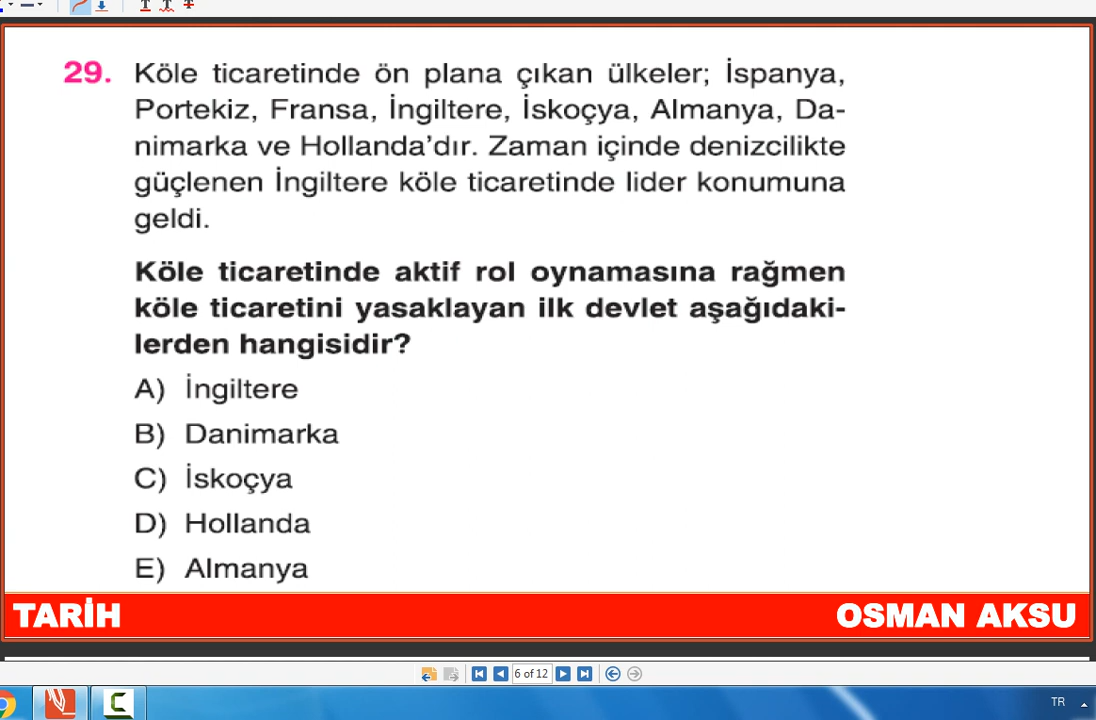 29. Köle ticaretinde ön plana çıkan ülkeler; İspanya,
Portekiz, Fransa, İngiltere, İskoçya, Almanya, Da-
nimarka ve Hollanda'dır. Zaman içinde denizcilikte
güçlenen İngiltere köle ticaretinde lider konumuna
geldi.
Köle ticaretinde aktif rol oynamasına rağmen
köle ticaretini yasaklayan ilk devlet aşağıdaki-
lerden hangisidir?
A) İngiltere
B) Danimarka
C) İskoçya
D) Hollanda
E) Almanya
TARİH
OSMAN AKSU
6 of 12
TR